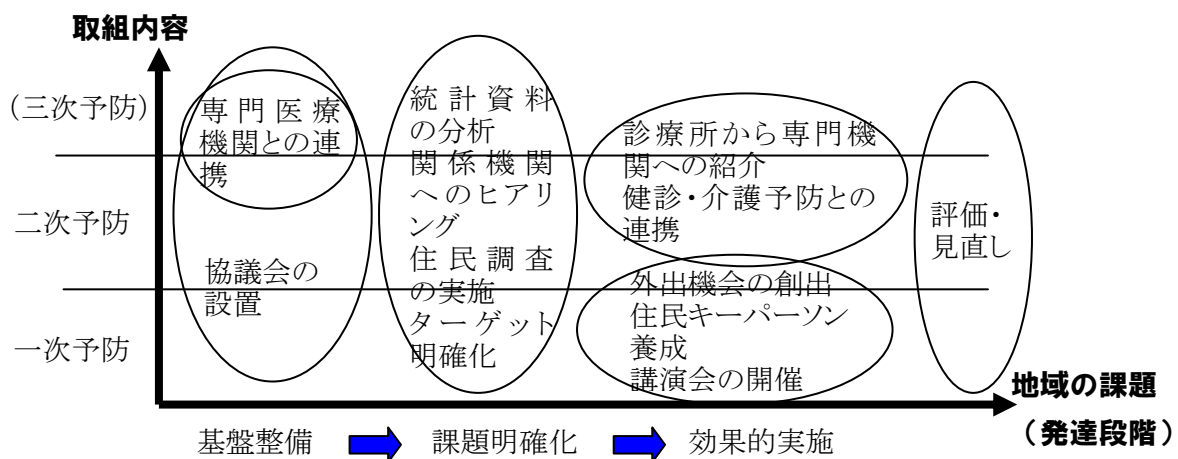 取組内容
(三次予防)
二次予防
一次予防
専門医療
機関との連
携
協議会の
設置
統計資料
の分析
関係機関
へのヒアリ
ング
住民調査
の実施
ターゲット
明確化
診療所から専門機
関への紹介
健診・介護予防との
連携
外出機会の創出
住民キーパーソン
養成
講演会の開催
評価・
見直し
地域の課題
（発達段階）
基盤整備
課題明確化
効果的実施